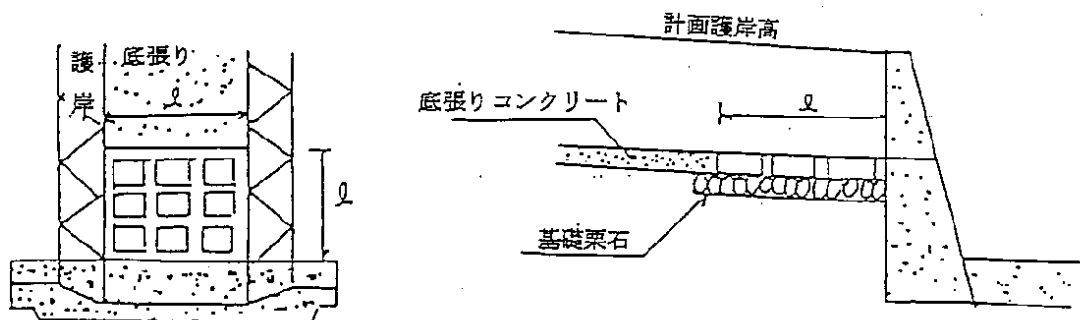 護岸
底張り
ℓ
ℓ
計画護岸高
底張りコンクリート
ℓ
基礎栗石